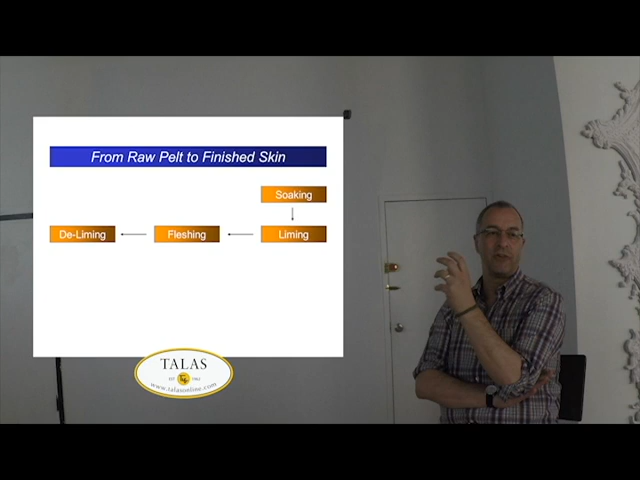 From Raw Pelt to Finished Skin
Soaking
De-Liming
Fleshing
Liming
TALAS
www.talasonline.com